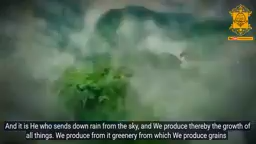 And it is He who sends down rain from the sky, and We produce thereby the growth of
all things. We produce from it greenery from which We produce grains